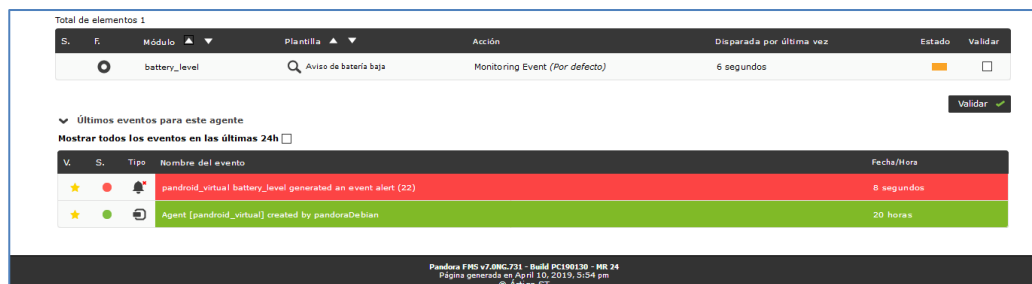 Total de elementos 1
S. F. Módulo Plantilla Acción Disparada por última vez Estado Validar
battery_level Aviso de batería baja Monitoring Event (Por defecto) 6 segundos
Validar
Últimos eventos para este agente
Mostrar todos los eventos en las últimas 24h
V. S. Tipo Nombre del evento Fecha/Hora
pandroid_virtual battery_level generated an event alert (22) 8 segundos
Agent [pandroid_virtual] created by pandoraDebian 20 horas
Pandora FMS v7.0NG.731 - Build PC190130 - MR 24
Página generada en April 10, 2019, 5:54 pm